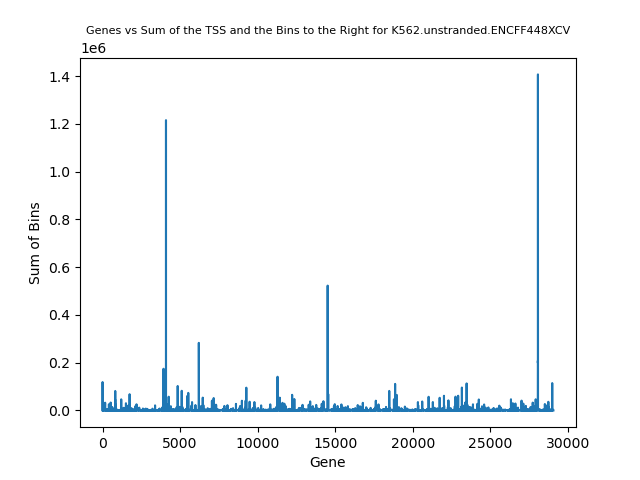 Genes vs Sum of the TSS and the Bins to the Right for K562.unstranded.ENCFF448XCV
1e6
1.4
1.2
1.0
0.8
0.6
0.4
0.2
0.0
Sum of Bins
0 5000 10000 15000 20000 25000 30000
Gene